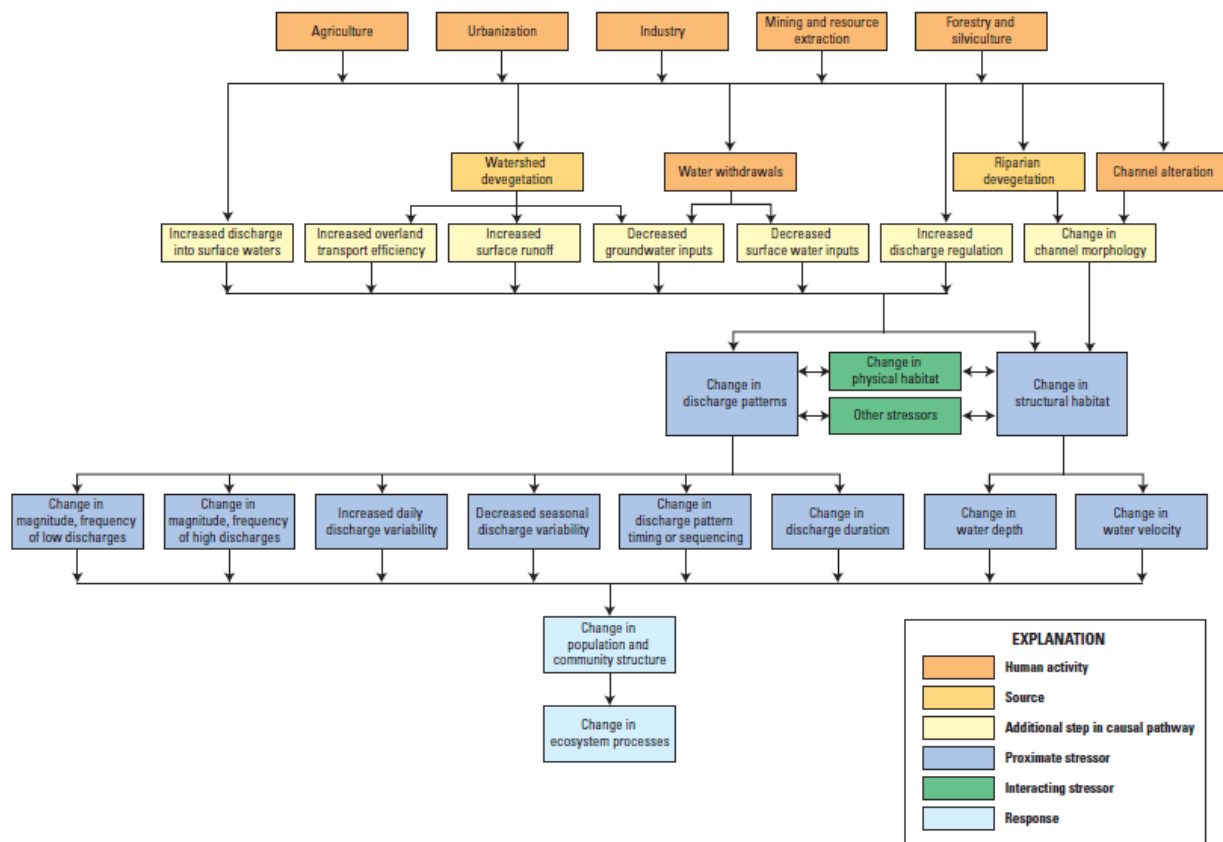 Agriculture
Urbanization
Industry
Mining and resource
extraction
Forestry and
silviculture
Watershed
devegetation
Water withdrawals
Riparian
devegetation
Channel alteration
Increased discharge
into surface waters
Increased overland
transport efficiency
Increased
surface runoff
Decreased
groundwater inputs
Decreased
surface water inputs
Increased
discharge regulation
Change in
channel morphology
Change in
discharge patterns
Change in
physical habitat
Other stressors
Change in
structural habitat
Change in
magnitude, frequency
of low discharges
Change in
magnitude, frequency
of high discharges
Increased daily
discharge variability
Decreased seasonal
discharge variability
Change in
discharge pattern
timing or sequencing
Change in
discharge duration
Change in
water depth
Change in
water velocity
Change in
population and
community structure
Change in
ecosystem processes
EXPLANATION
Human activity
Source
Additional step in causal pathway
Proximate stressor
Interacting stressor
Response